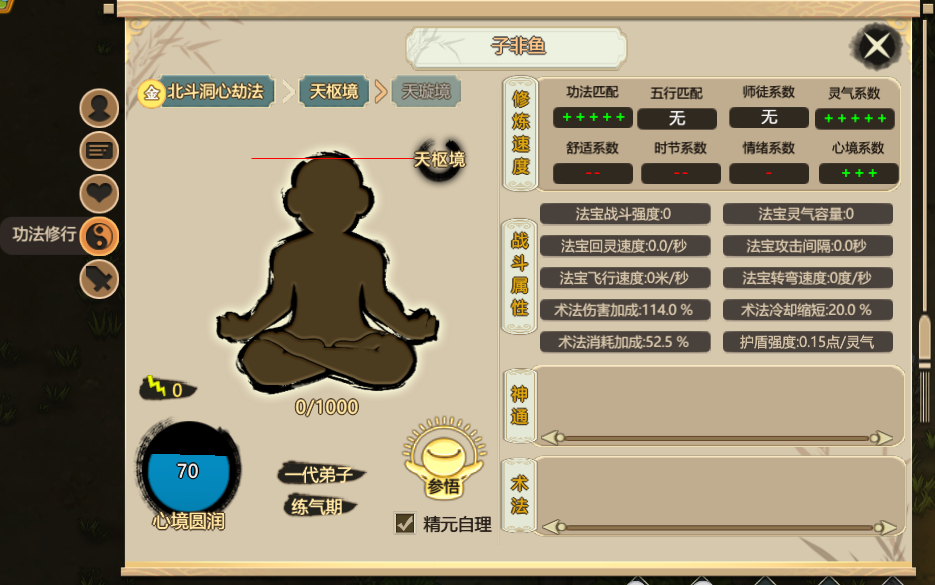 子非鱼
金 北斗洞心劫法 天枢境 天璇境
天枢境
功法修行
0
0/1000
70
心境圆润
一代弟子
练气期
参悟
精元自理
修炼速度
功法匹配 五行匹配 师徒系数 灵气系数
+++++ 无 无 +++++
舒适系数 时节系数 情绪系数 心境系数
-- -- - +++
战斗属性
法宝战斗强度:0 法宝灵气容量:0
法宝回灵速度:0.0/秒 法宝攻击间隔:0.0秒
法宝飞行速度:0米/秒 法宝转弯速度:0度/秒
术法伤害加成:114.0 % 术法冷却缩短:20.0 %
术法消耗加成:52.5 % 护盾强度:0.15点/灵气
神通
术法